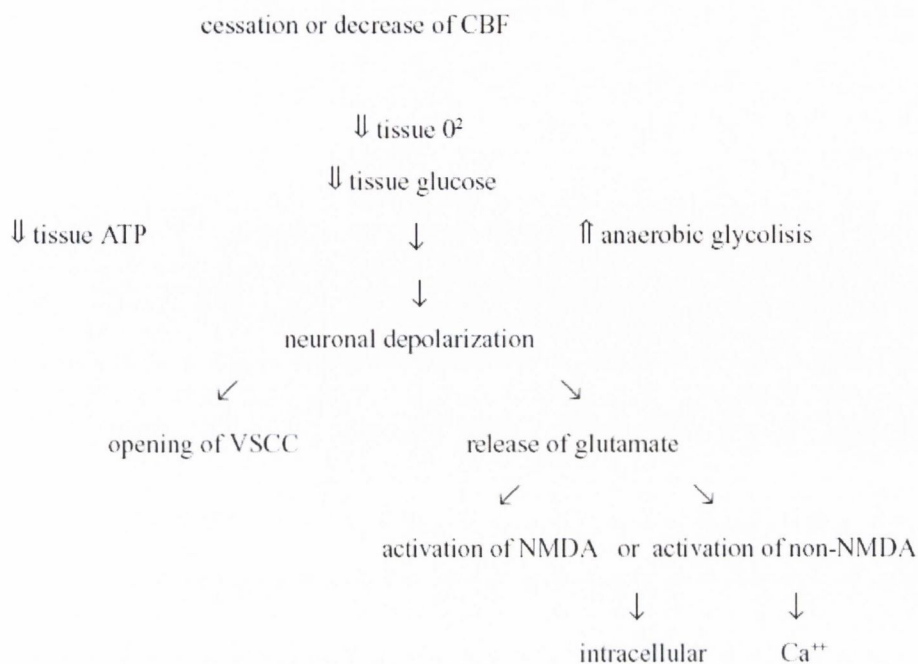 cessation or decrease of CBF
⇓ tissue 0²
⇓ tissue glucose
⇓ tissue ATP ↓ ⇑ anaerobic glycolisis
↓
neuronal depolarization
↙ ↘
opening of VSCC release of glutamate
↙ ↘
activation of NMDA or activation of non-NMDA
↓ ↓
intracellular Ca⁺⁺